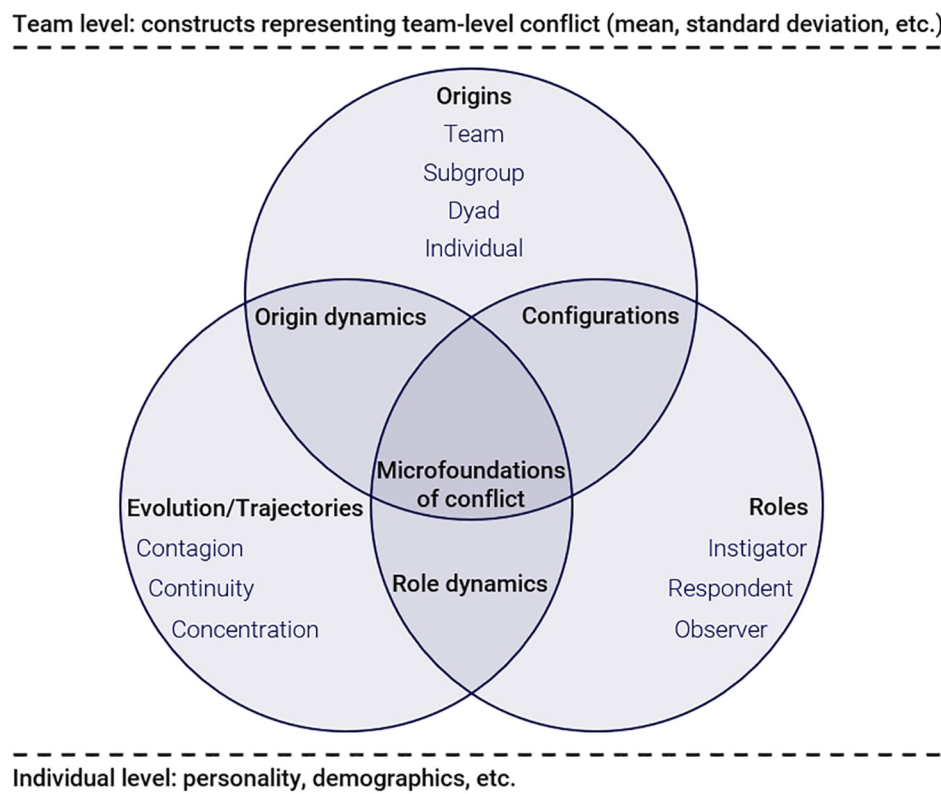 Team level: constructs representing team-level conflict (mean, standard deviation, etc.)
Origins
Team
Subgroup
Dyad
Individual
Origin dynamics
Configurations
Microfoundations
of conflict
Evolution/Trajectories
Contagion
Continuity
Concentration
Roles
Instigator
Respondent
Observer
Role dynamics
Individual level: personality, demographics, etc.